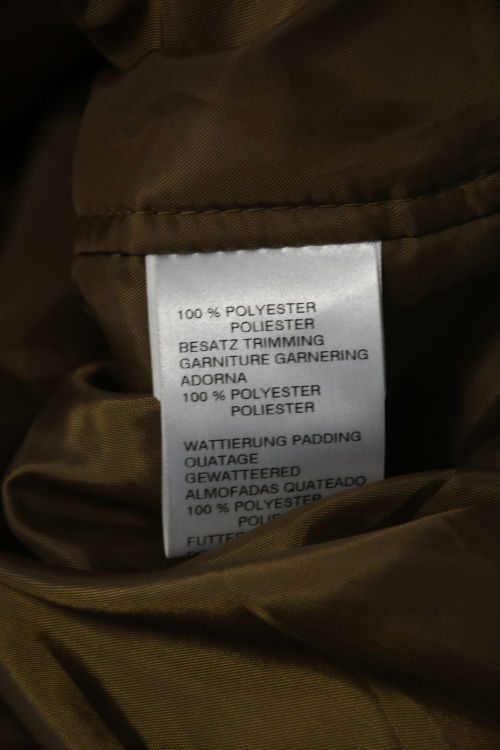 100 % POLYESTER
POLIESTER
BESATZ TRIMMING
GARNITURE GARNERING
ADORNA
100 % POLYESTER
POLIESTER
WATTIERUNG PADDING
OUATAGE
GEWATTEERED
ALMOFADAS QUATEADO
100 % POLYESTER